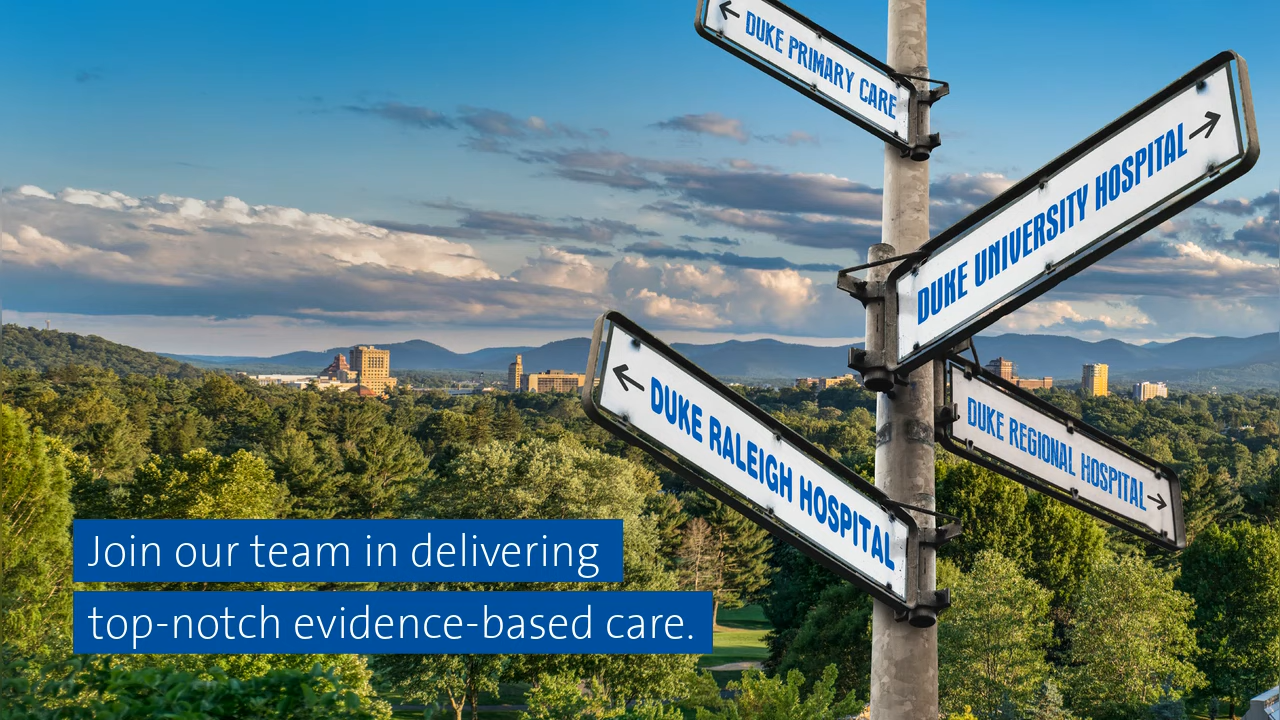 DUKE PRIMARY CARE
DUKE UNIVERSITY HOSPITAL
DUKE RALEIGH HOSPITAL
DUKE REGIONAL HOSPITAL
Join our team in delivering
top-notch evidence-based care.